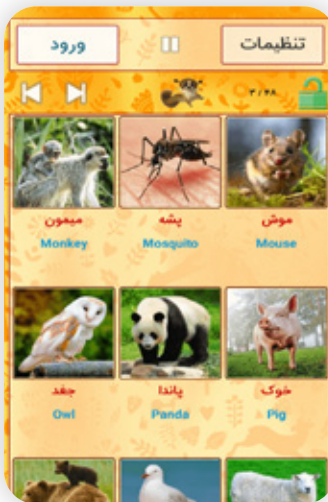 تنظیمات
ورود
۳ / ۴۸
موش
پشه
میمون
Mouse
Mosquito
Monkey
خوک
پاندا
جغد
Pig
Panda
Owl